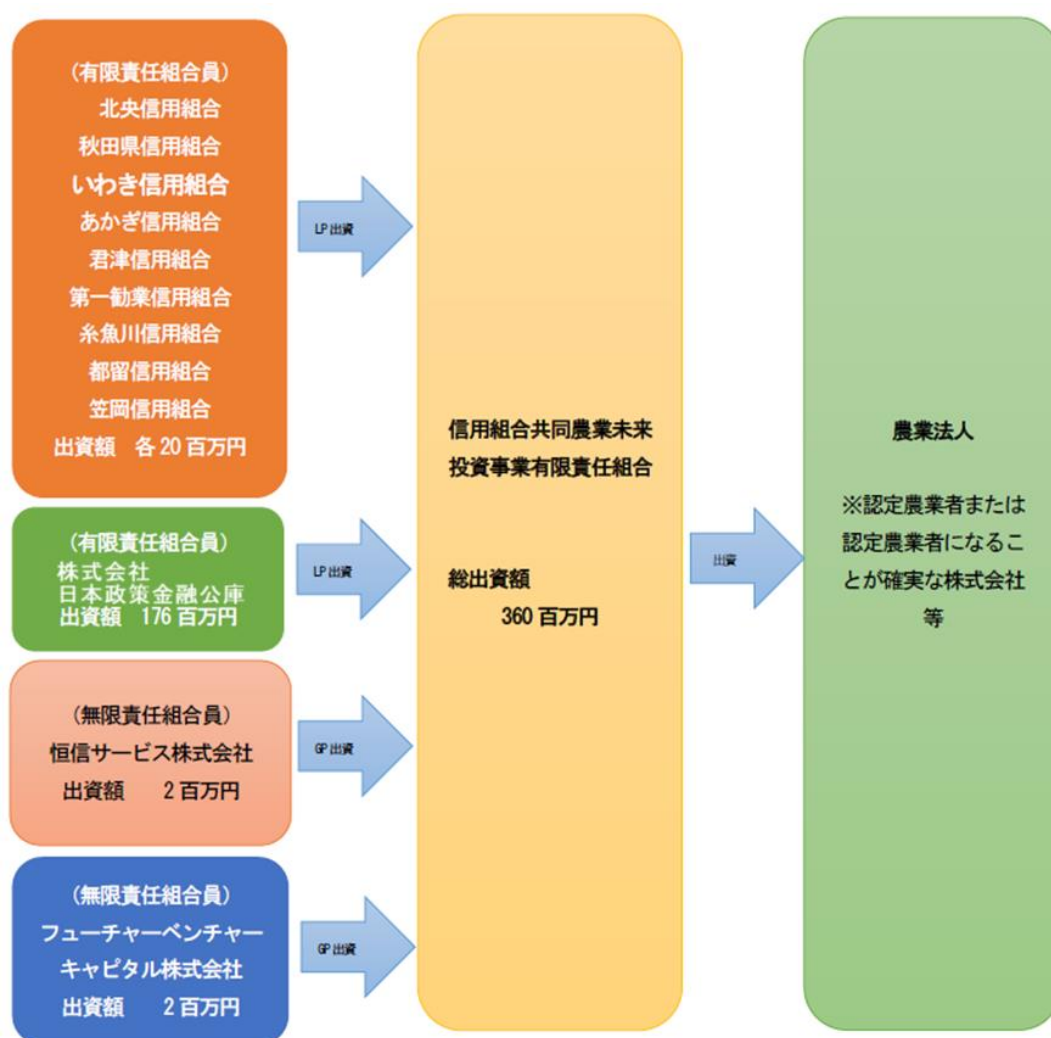 （有限責任組合員）
北央信用組合
秋田県信用組合
いわき信用組合
あかぎ信用組合
君津信用組合
第一勧業信用組合
糸魚川信用組合
都留信用組合
笠岡信用組合
出資額　各20百万円
LP出資
（有限責任組合員）
株式会社
日本政策金融公庫
出資額　176百万円
LP出資
（無限責任組合員）
恒信サービス株式会社
出資額　　2百万円
GP出資
（無限責任組合員）
フューチャーベンチャー
キャピタル株式会社
出資額　　2百万円
GP出資
信用組合共同農業未来
投資事業有限責任組合
総出資額
360百万円
出資
農業法人
※認定農業者または
認定農業者になるこ
とが確実な株式会社
等